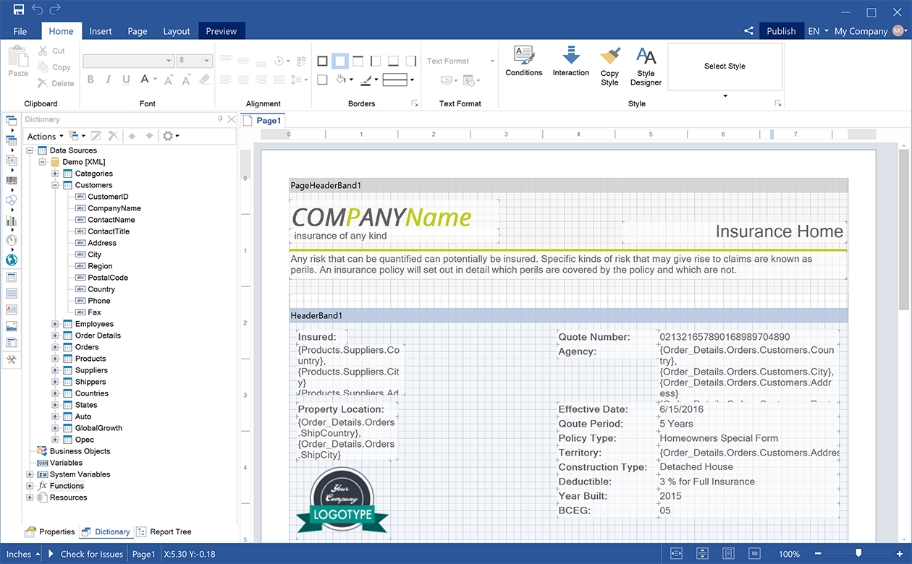 File
Home
Insert
Page
Layout
Preview
Publish
EN
My Company
Paste
Cut
Copy
Delete
Clipboard
8
B I U A A A
Font
Alignment
Borders
Text Format
Text Format
Conditions
Interaction
Copy
Style
Style
Designer
Select Style
Style
Dictionary
Actions
Data Sources
Demo [XML]
Categories
Customers
CustomerID
CompanyName
ContactName
ContactTitle
Address
City
Region
PostalCode
Country
Phone
Fax
Employees
Order Details
Orders
Products
Suppliers
Shippers
Countries
States
Auto
GlobalGrowth
Opec
Business Objects
Variables
System Variables
Functions
Resources
Properties
Dictionary
Report Tree
Page1
0 1 2 3 4 5 6 7
0
1
2
3
4
5
PageHeaderBand1
COMPANYName
insurance of any kind
Insurance Home
Any risk that can be quantified can potentially be insured. Specific kinds of risk that may give rise to claims are known as
perils. An insurance policy will set out in detail which perils are covered by the policy and which are not.
HeaderBand1
Insured:
{Products.Suppliers.Co
untry},
{Products.Suppliers.Cit
y}
{Products.Suppliers.Ad
Property Location:
{Order_Details.Orders
.ShipCountry},
{Order_Details.Orders
.ShipCity}
Your
Company
LOGOTYPE
Quote Number: 021321657890168989704890
Agency: {Order_Details.Orders.Customers.Coun
try},
{Order_Details.Orders.Customers.City},
{Order_Details.Orders.Customers.Addr
ess}
Effective Date: 6/15/2016
Qoute Period: 5 Years
Policy Type: Homeowners Special Form
Territory: {Order_Details.Orders.Customers.Addres
Construction Type: Detached House
Deductible: 3 % for Full Insurance
Year Built: 2015
BCEG: 05
Inches
Check for Issues
Page1
X:5.30 Y:-0.18
100%